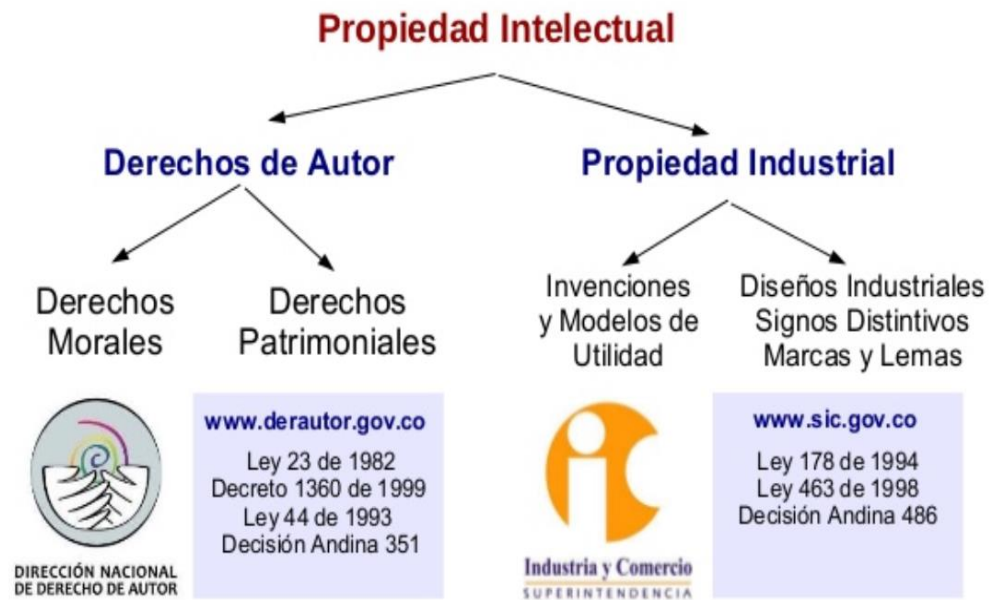 Propiedad Intelectual
Derechos de Autor
Propiedad Industrial
Derechos
Morales
Derechos
Patrimoniales
Invenciones
y Modelos de
Utilidad
Diseños Industriales
Signos Distintivos
Marcas y Lemas
DIRECCIÓN NACIONAL
DE DERECHO DE AUTOR
www.derautor.gov.co
Ley 23 de 1982
Decreto 1360 de 1999
Ley 44 de 1993
Decisión Andina 351
ic
Industria y Comercio
SUPERINTENDENCIA
www.sic.gov.co
Ley 178 de 1994
Ley 463 de 1998
Decisión Andina 486